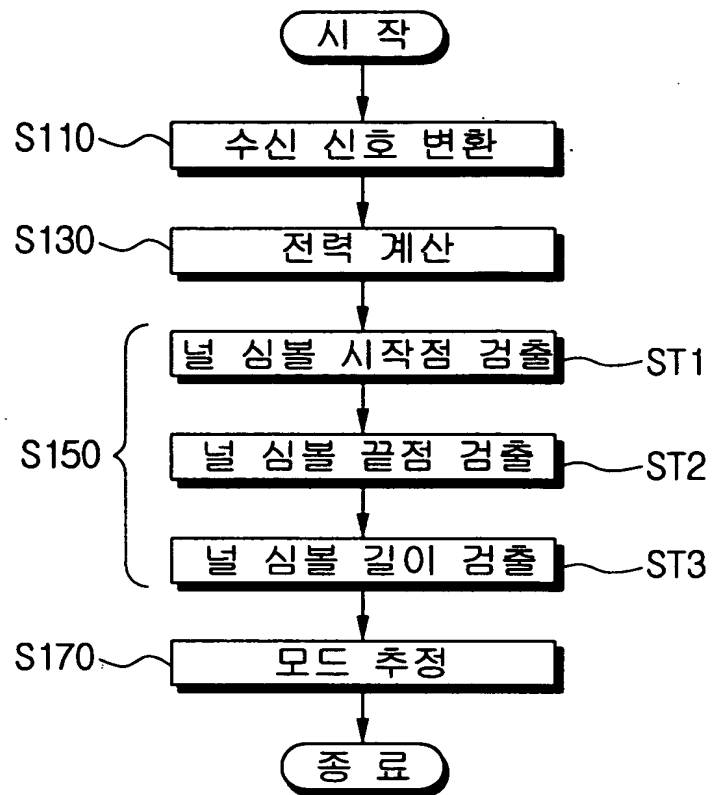 시 작
S110 수신 신호 변환
S130 전력 계산
널 심볼 시작점 검출 ST1
S150
널 심볼 끝점 검출 ST2
널 심볼 길이 검출 ST3
S170 모드 추정
종 료